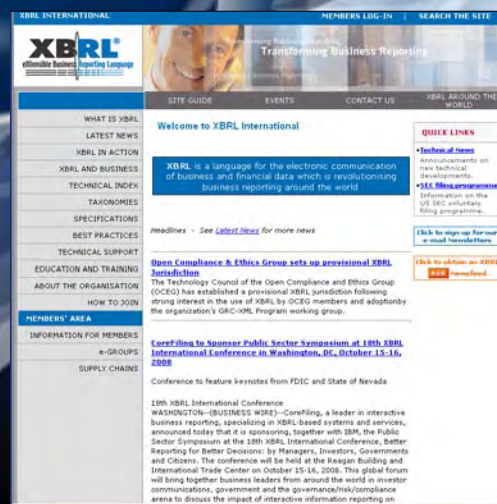 XBRL INTERNATIONAL
MEMBERS LOG-IN | SEARCH THE SITE
XBRL
eXtensible Business Reporting Language
Transforming Business Reporting
SITE GUIDE
EVENTS
CONTACT US
XBRL AROUND THE
WORLD
WHAT IS XBRL
LATEST NEWS
XBRL IN ACTION
XBRL AND BUSINESS
TECHNICAL INDEX
TAXONOMIES
SPECIFICATIONS
BEST PRACTICES
TECHNICAL SUPPORT
EDUCATION AND TRAINING
ABOUT THE ORGANISATION
HOW TO JOIN
MEMBERS' AREA
INFORMATION FOR MEMBERS
e-GROUPS
SUPPLY CHAINS
Welcome to XBRL International
XBRL is a language for the electronic communication
of business and financial data which is revolutionising
business reporting around the world
Headlines - See Latest News for more news
Open Compliance & Ethics Group sets up provisional XBRL
Jurisdiction
The Technology Council of the Open Compliance and Ethics Group
(OCEG) has established a provisional XBRL jurisdiction following
strong interest in the use of XBRL by OCEG members and adoptionby
the organization's GRC-XML Program working group.
CoreFiling to Sponsor Public Sector Symposium at 18th XBRL
International Conference in Washington, DC, October 15-16,
2008
Conference to feature keynotes from FDIC and State of Nevada
18th XBRL International Conference
WASHINGTON--(BUSINESS WIRE)--CoreFiling, a leader in interactive
business reporting, specializing in XBRL-based systems and services,
announced today that it is sponsoring, together with IBM, the Public
Sector Symposium at the 18th XBRL International Conference, Better
Reporting for Better Decisions: by Managers, Investors, Governments
and Citizens. The conference will be held at the Reagan Building and
International Trade Center on October 15-16, 2008. This global forum
will bring together business leaders from around the world in investor
communications, government and the governance/risk/compliance
arena to discuss the impact of interactive information reporting on
QUICK LINKS
•Technical News
Announcements on
new technical
developments.
•SEC filing programme
Information on the
US SEC voluntary
filing programme.
Click to sign up for our
e-mail Newsletters
Click to obtain an XBRL
RSS Newsfeed